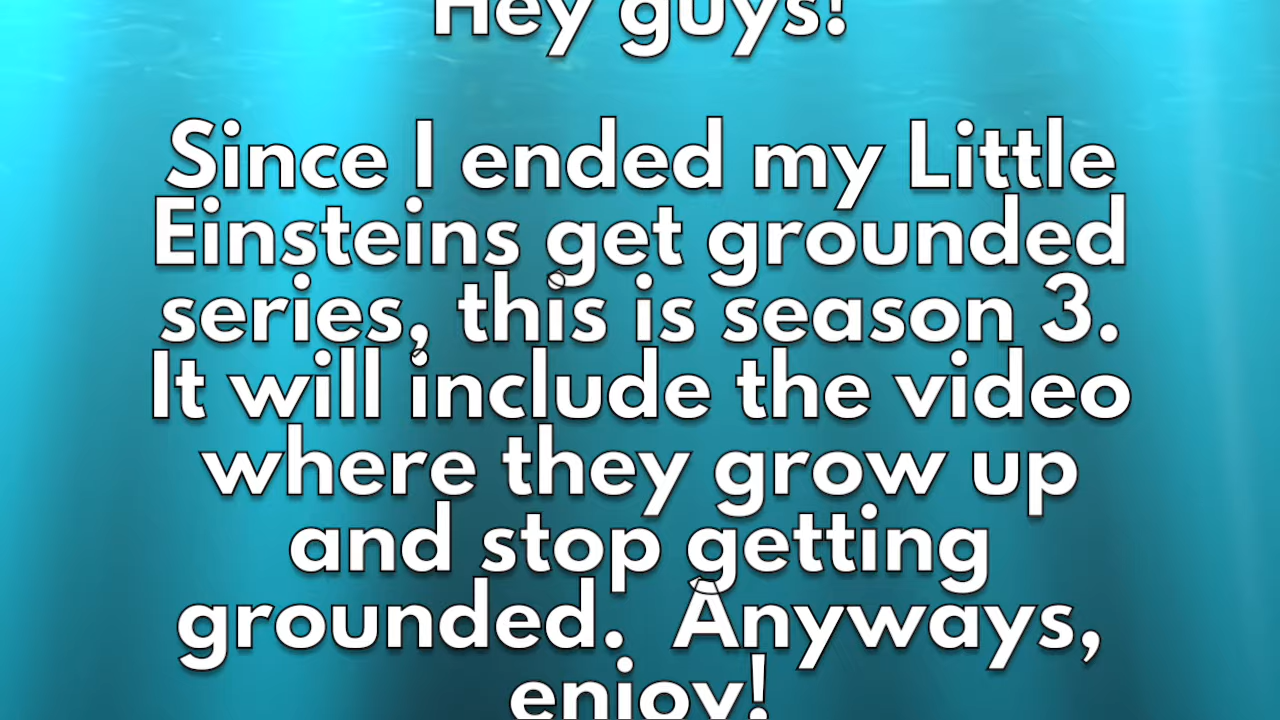 Hey guys!
Since I ended my Little
Einsteins get grounded
series, this is season 3.
It will include the video
where they grow up
and stop getting
grounded.  Anyways,
enjoy!